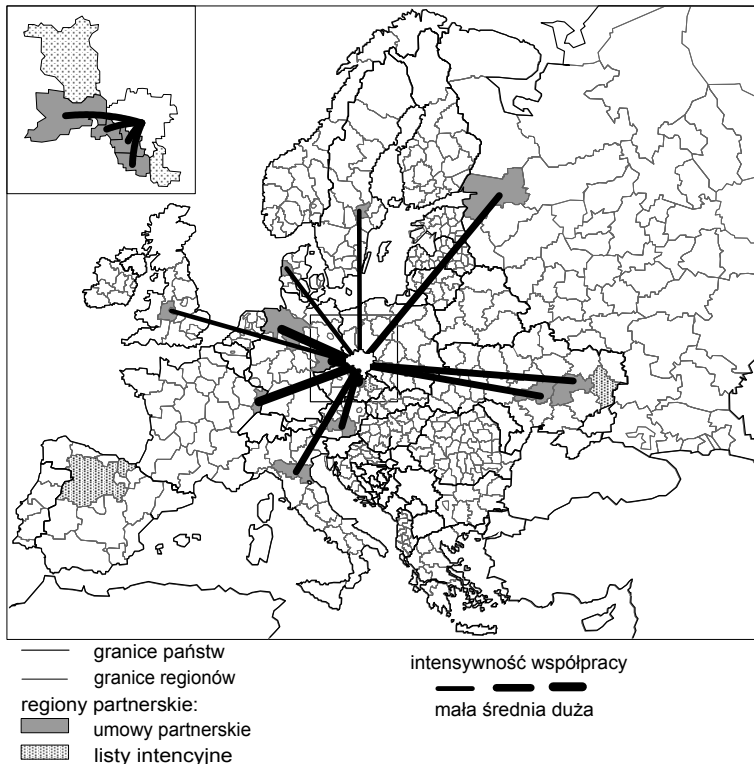 granice państw
granice regionów
regiony partnerskie:
umowy partnerskie
listy intencyjne
intensywność współpracy
mała średnia duża